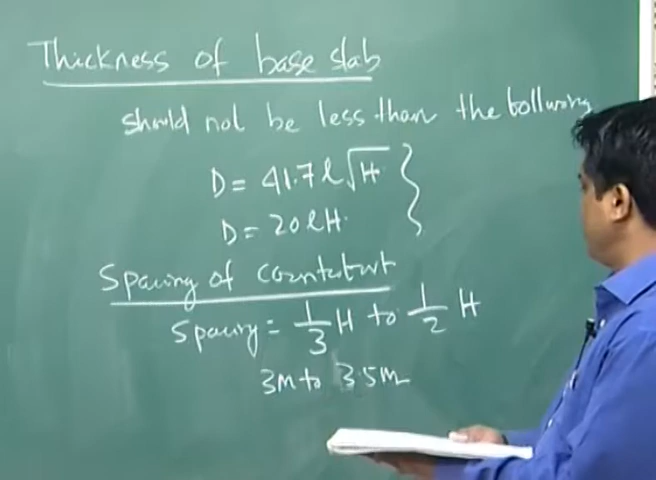 Thickness of base slab
should not be less than the following
D = 41.7 l √H
D = 20 l H.
Spacing of counterfort
Spacing = 1/3 H to 1/2 H
3m to 3.5m